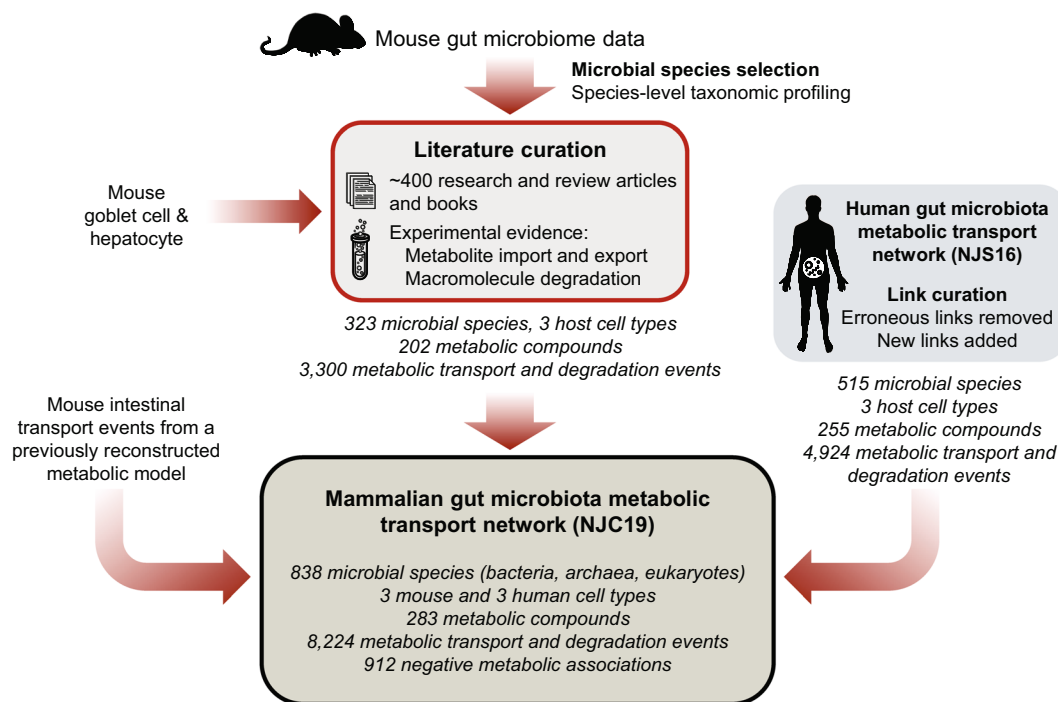 Mouse gut microbiome data
Microbial species selection
Species-level taxonomic profiling
Literature curation
~400 research and review articles
and books
Experimental evidence:
Metabolite import and export
Macromolecule degradation
Mouse
goblet cell &
hepatocyte
Human gut microbiota
metabolic transport
network (NJS16)
Link curation
Erroneous links removed
New links added
323 microbial species, 3 host cell types
202 metabolic compounds
3,300 metabolic transport and degradation events
515 microbial species
3 host cell types
255 metabolic compounds
4,924 metabolic transport and
degradation events
Mouse intestinal
transport events from a
previously reconstructed
metabolic model
Mammalian gut microbiota metabolic
transport network (NJC19)
838 microbial species (bacteria, archaea, eukaryotes)
3 mouse and 3 human cell types
283 metabolic compounds
8,224 metabolic transport and degradation events
912 negative metabolic associations